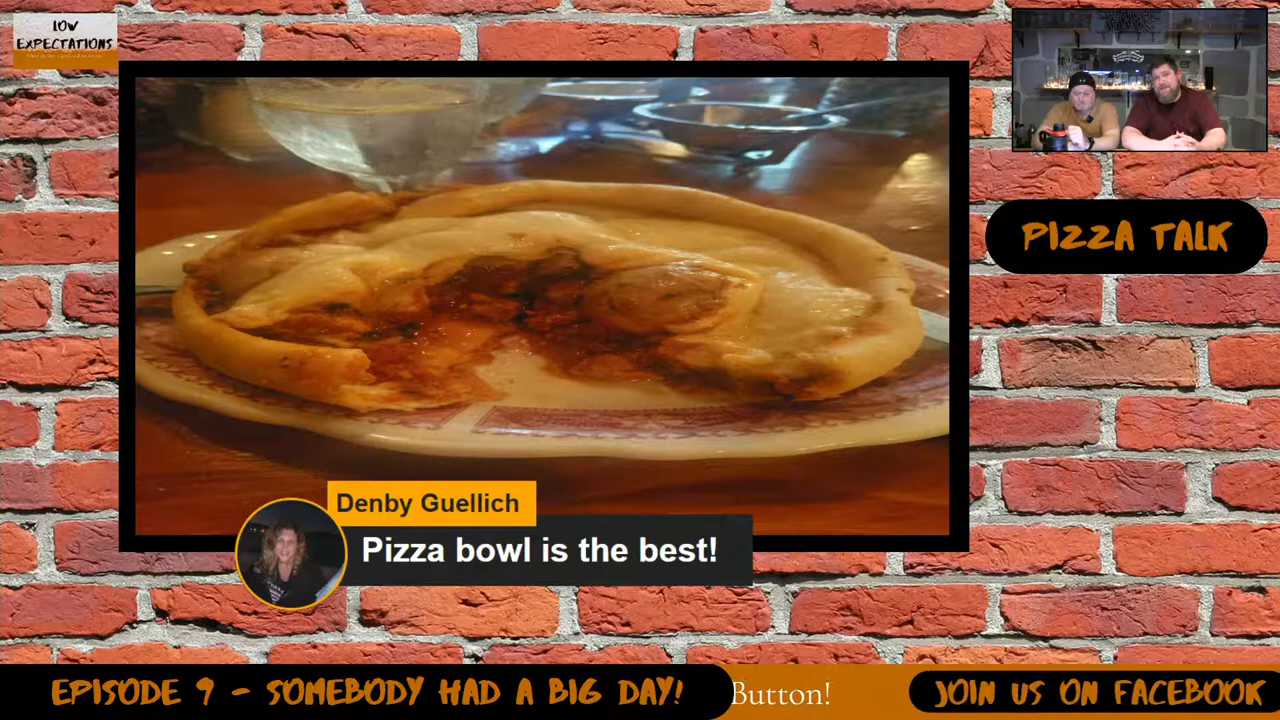 LOW
EXPECTATIONS
PIZZA TALK
Denby Guellich
Pizza bowl is the best!
EPISODE 9 - SOMEBODY HAD A BIG DAY!
Button!
JOIN US ON FACEBOOK